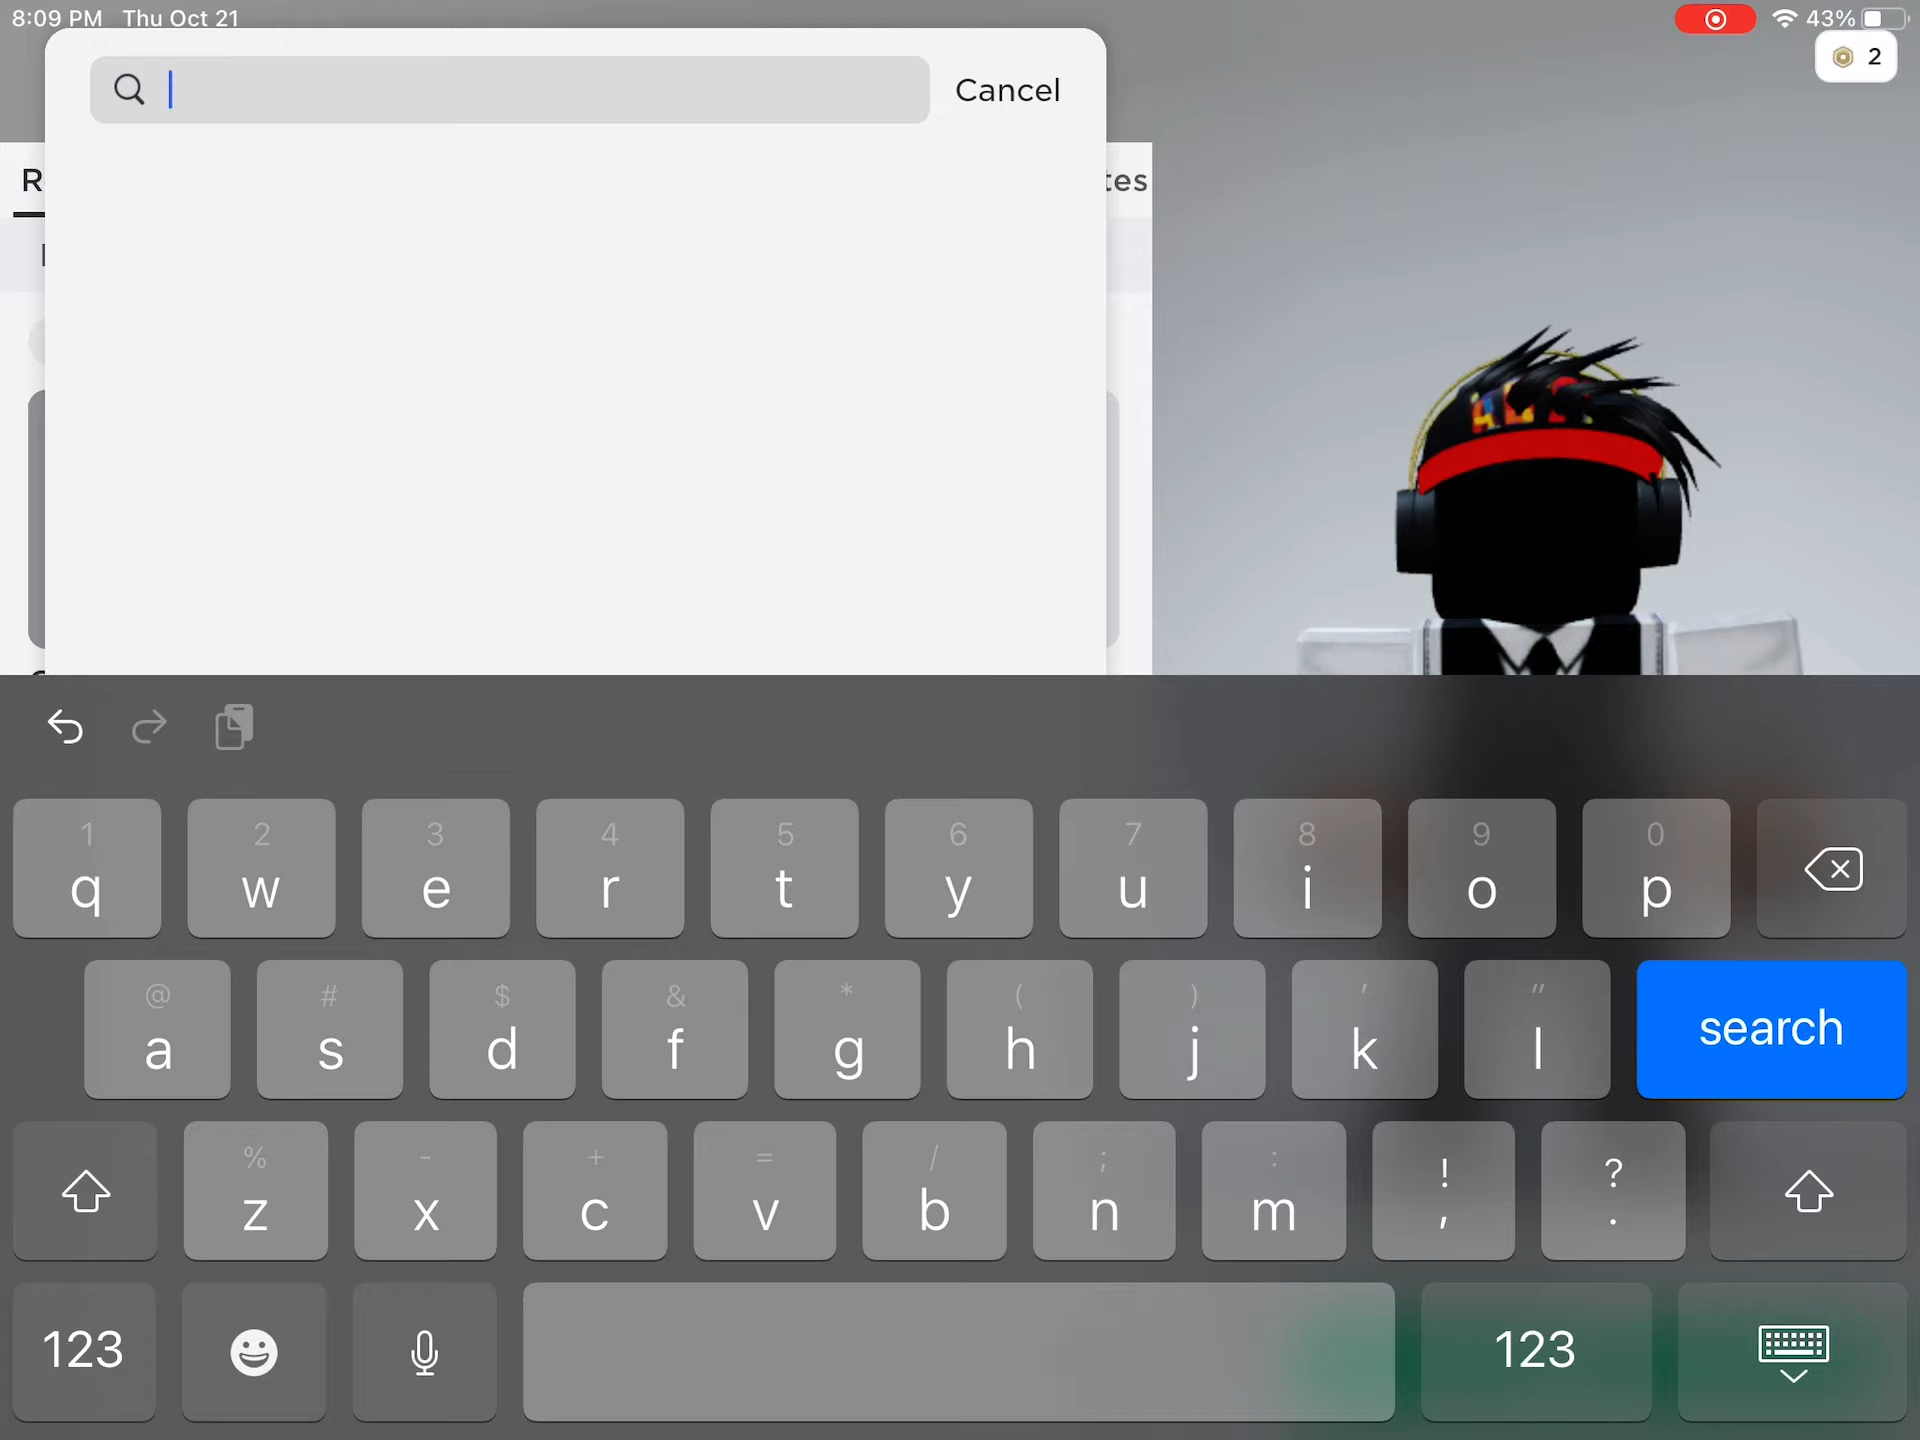 8:09 PM Thu Oct 21
43%
2
Cancel
R
tes
1 2 3 4 5 6 7 8 9 0
q w e r t y u i o p
@ # $ & * ( ) ' "
a s d f g h j k l search
% - + = / ; : ! ?
z x c v b n m , .
123 123